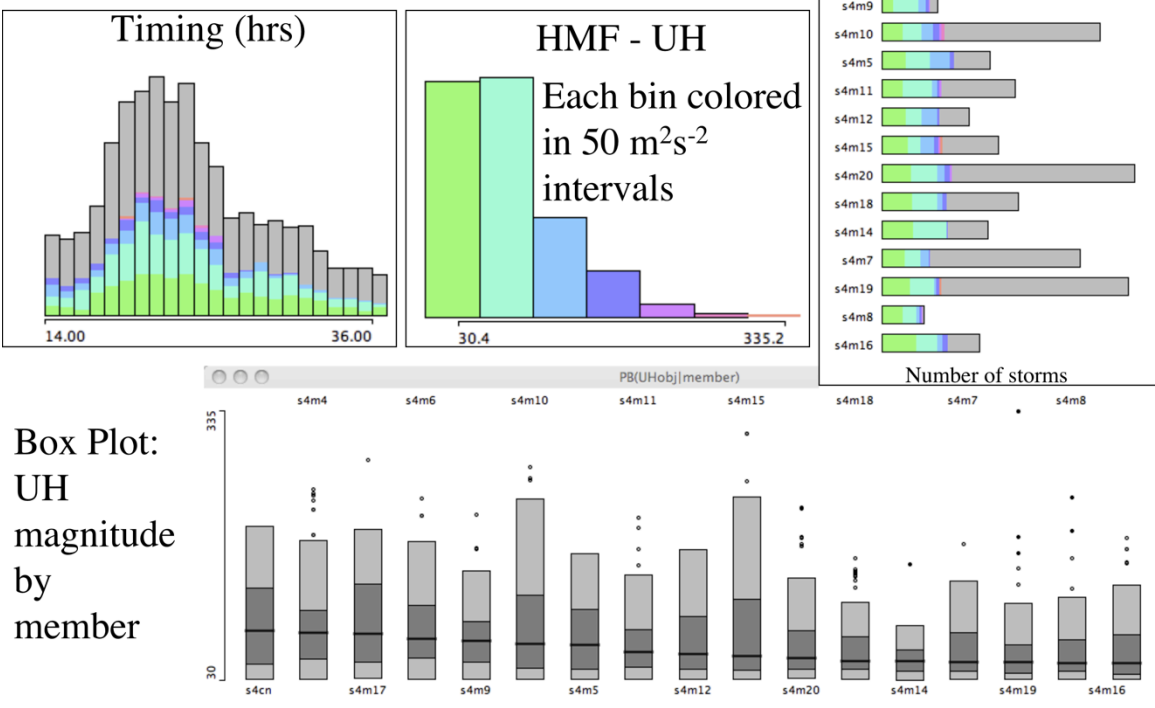 Timing (hrs)
14.00 36.00
HMF - UH
Each bin colored
in 50 m²s⁻²
intervals
30.4 335.2
s4m9
s4m10
s4m5
s4m11
s4m12
s4m15
s4m20
s4m18
s4m14
s4m7
s4m19
s4m8
s4m16
Number of storms
PB(UHobj|member)
s4m4 s4m6 s4m10 s4m11 s4m15 s4m18 s4m7 s4m8
Box Plot:
UH
magnitude
by
member
335
30
s4cn s4m17 s4m9 s4m5 s4m12 s4m20 s4m14 s4m19 s4m16